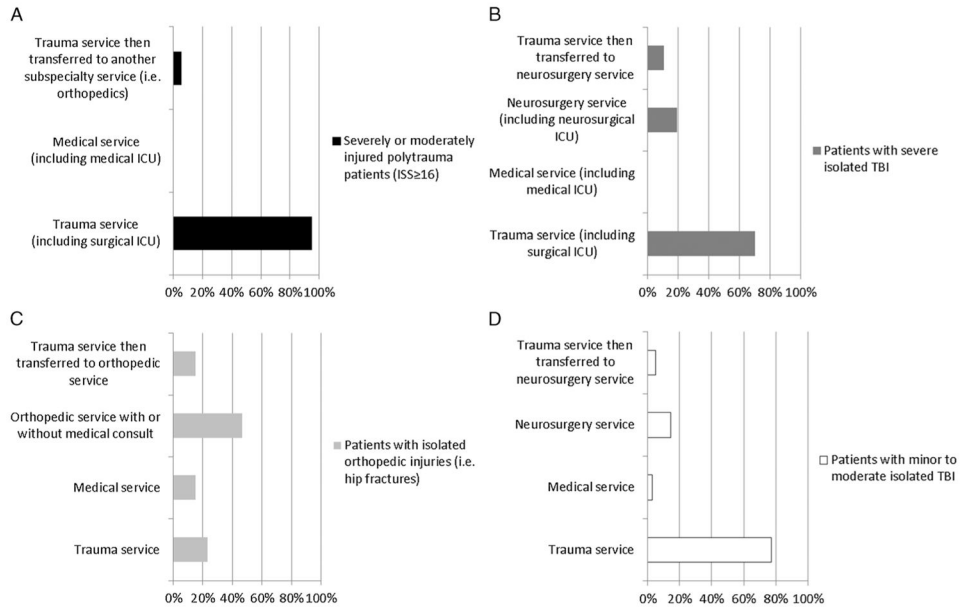 A
Trauma service then
transferred to another
subspecialty service (i.e.
orthopedics)
Medical service
(including medical ICU)
Trauma service
(including surgical ICU)
0% 20% 40% 60% 80% 100%
Severely or moderately
injured polytrauma
patients (ISS≥16)
B
Trauma service then
transferred to
neurosurgery service
Neurosurgery service
(including neurosurgical
ICU)
Medical service (including
medical ICU)
Trauma service (including
surgical ICU)
0% 20% 40% 60% 80% 100%
Patients with severe
isolated TBI
C
Trauma service then
transferred to orthopedic
service
Orthopedic service with or
without medical consult
Medical service
Trauma service
0% 20% 40% 60% 80% 100%
Patients with isolated
orthopedic injuries (i.e.
hip fractures)
D
Trauma service then
transferred to
neurosurgery service
Neurosurgery service
Medical service
Trauma service
0% 20% 40% 60% 80% 100%
Patients with minor to
moderate isolated TBI